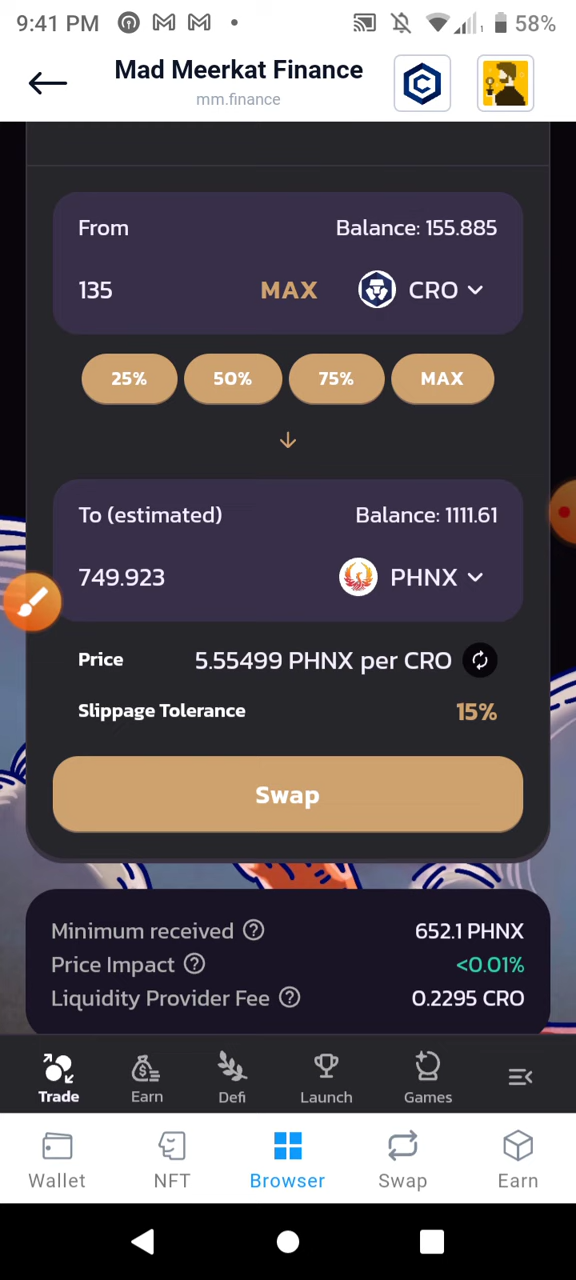 9:41 PM 58%
Mad Meerkat Finance
mm.finance
From Balance: 155.885
135 MAX CRO
25% 50% 75% MAX
To (estimated) Balance: 1111.61
749.923 PHNX
Price 5.55499 PHNX per CRO
Slippage Tolerance 15%
Swap
Minimum received ? 652.1 PHNX
Price Impact ? <0.01%
Liquidity Provider Fee ? 0.2295 CRO
Trade Earn Defi Launch Games
Wallet NFT Browser Swap Earn